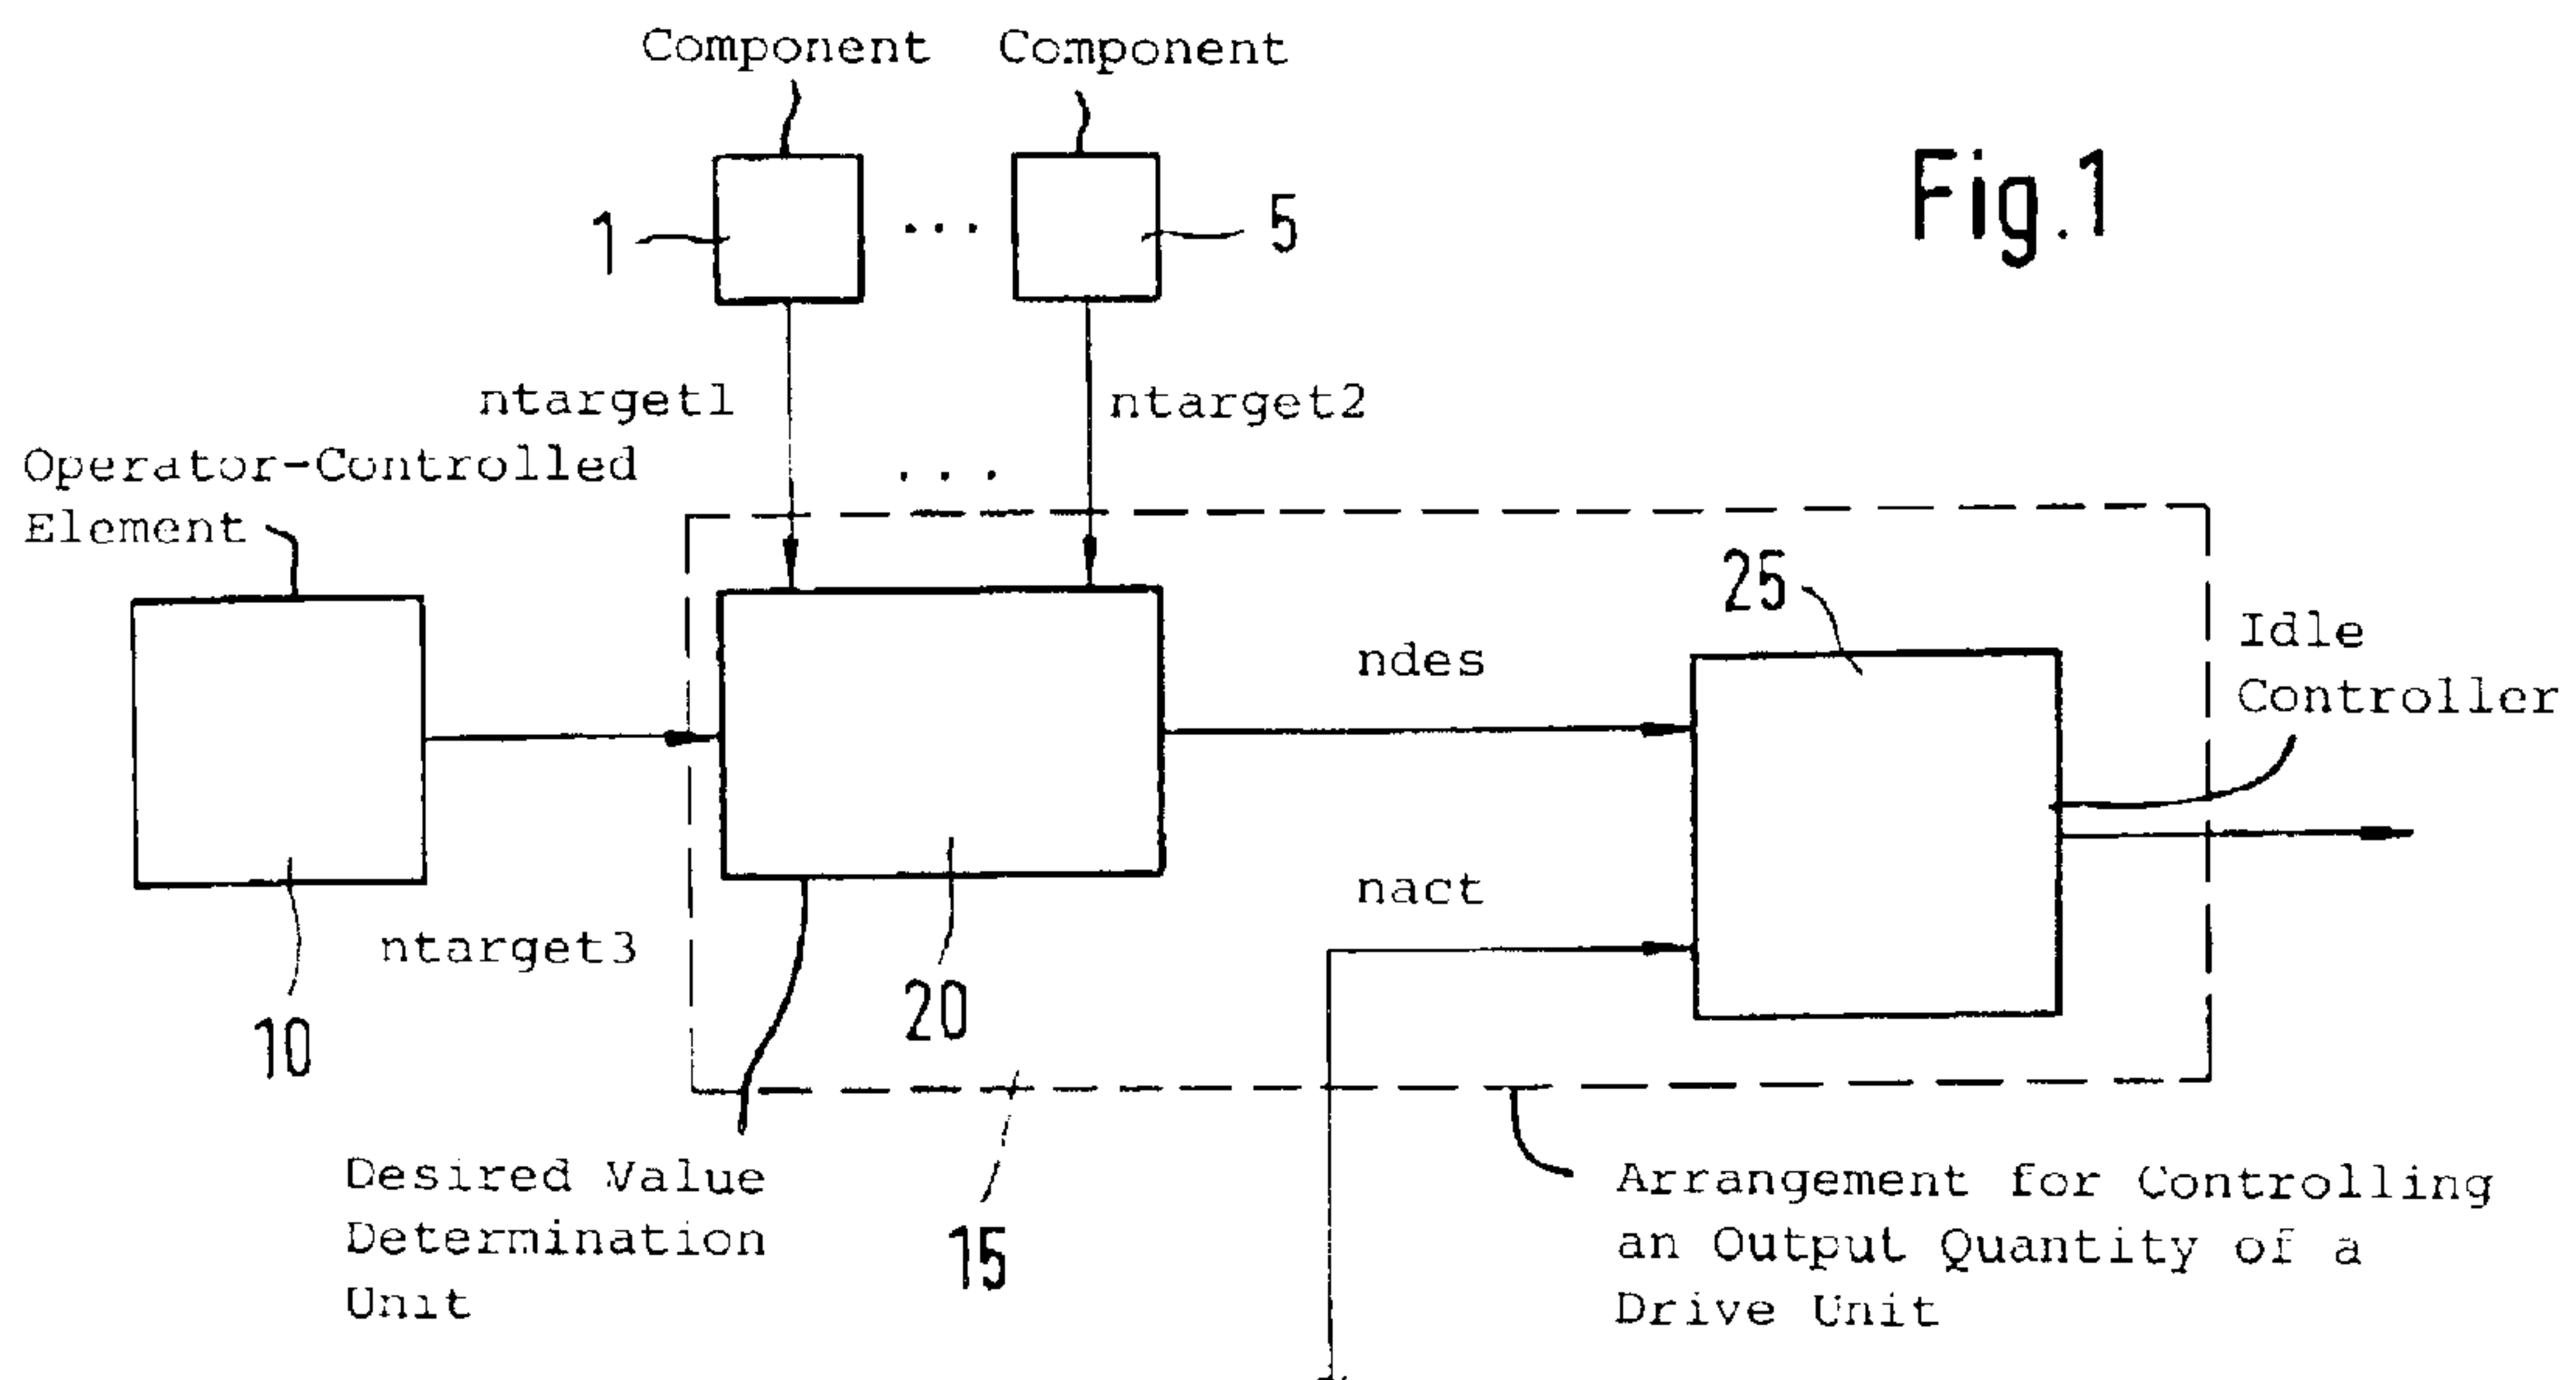 Component Component
Fig.1
1 ... 5
ntarget1 ntarget2
Operator-Controlled
Element
...
25
Idle
Controller
ndes
nact
ntarget3
20
10
Desired Value
Determination
Unit
15
Arrangement for Controlling
an Output Quantity of a
Drive Unit